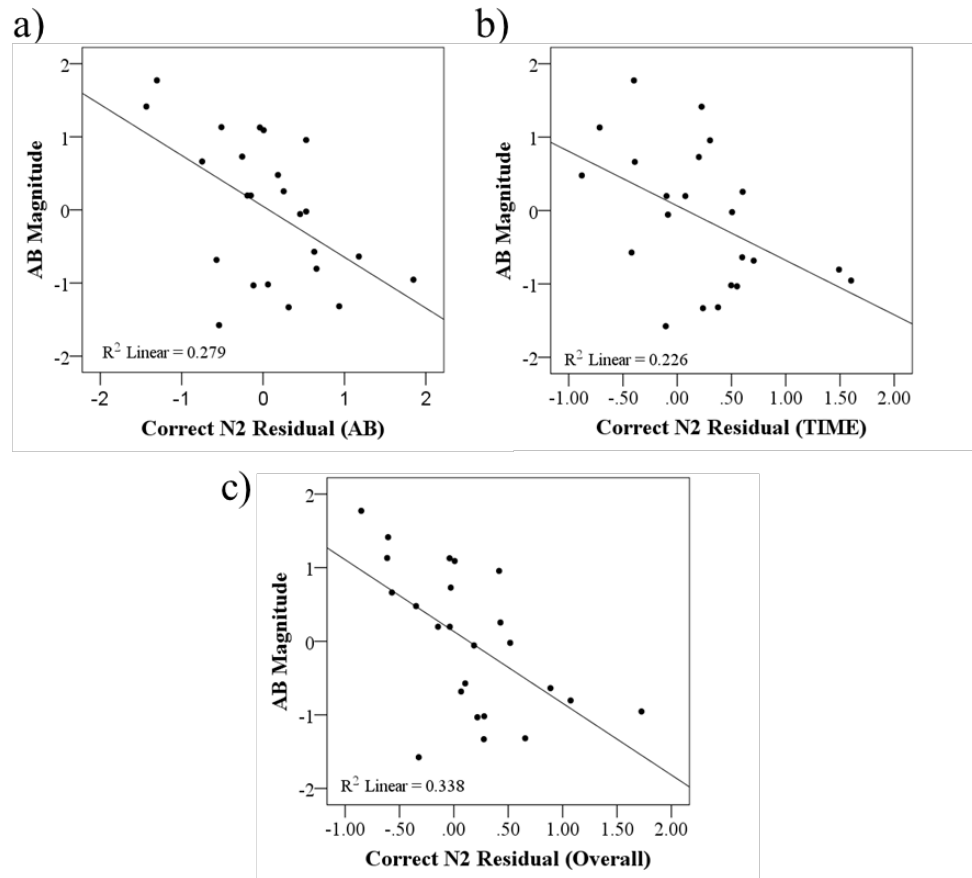 a)
2
1
0
-1
-2
AB Magnitude
R² Linear = 0.279
-2 -1 0 1 2
Correct N2 Residual (AB)
b)
2
1
0
-1
-2
AB Magnitude
R² Linear = 0.226
-1.00 -.50 .00 .50 1.00 1.50 2.00
Correct N2 Residual (TIME)
c)
2
1
0
-1
-2
AB Magnitude
R² Linear = 0.338
-1.00 -.50 .00 .50 1.00 1.50 2.00
Correct N2 Residual (Overall)